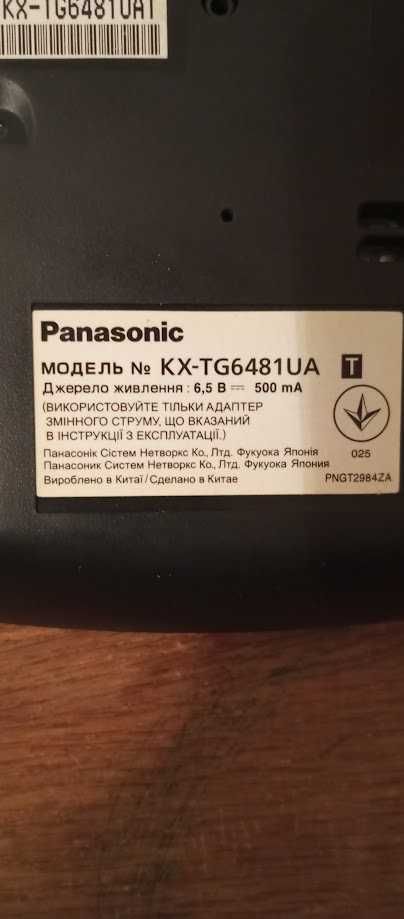 KX-TG6481UAT
Panasonic
МОДЕЛЬ № KX-TG6481UA T
Джерело живлення : 6,5 В ⎓ 500 mA
(ВИКОРИСТОВУЙТЕ ТІЛЬКИ АДАПТЕР
ЗМІННОГО СТРУМУ, ЩО ВКАЗАНИЙ
В ІНСТРУКЦІЇ З ЕКСПЛУАТАЦІЇ.)
025
Панасонік Сістем Нетворкс Ко., Лтд. Фукуока Японія
Панасоник Систем Нетворкс Ко., Лтд. Фукуока Япония
Вироблено в Китаї/Сделано в Китае
PNGT2984ZA